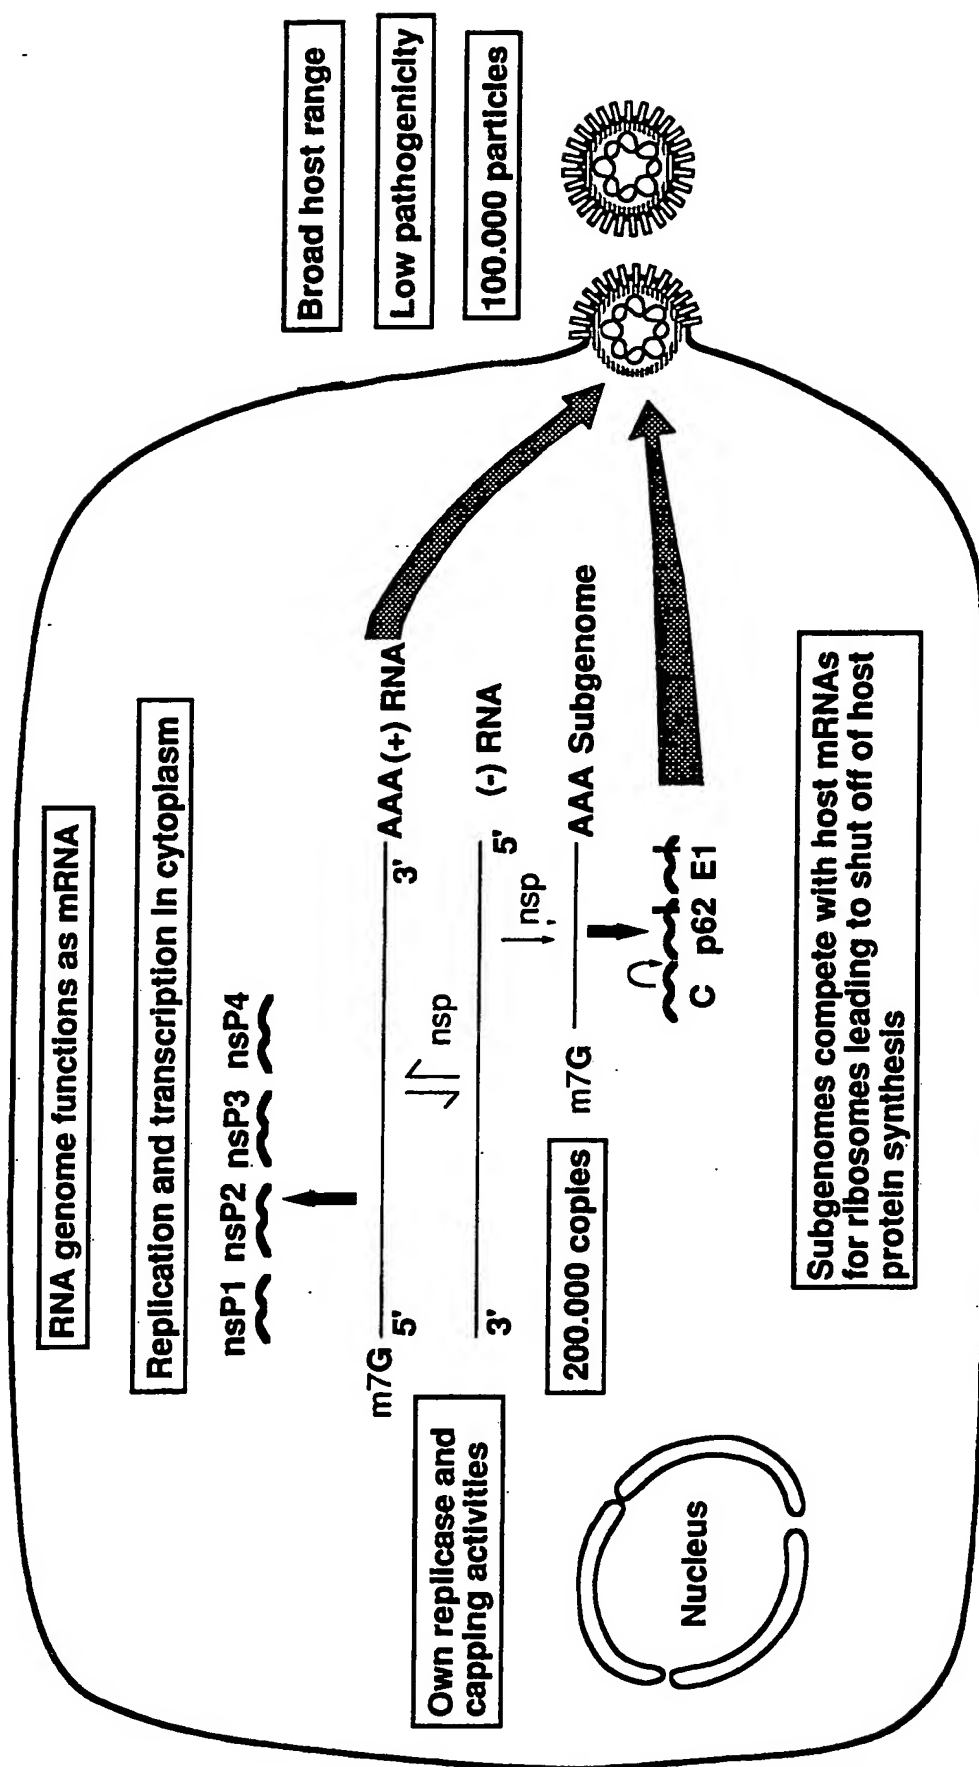 RNA genome functions as mRNA
Replication and transcription in cytoplasm
nsP1 nsP2 nsP3 nsP4
m7G
5'
3'
AAA (+) RNA
nsp
3'
5'
(-) RNA
nsp
Own replicase and
capping activities
200.000 copies
m7G
AAA Subgenome
C p62 E1
Nucleus
Subgenomes compete with host mRNAs
for ribosomes leading to shut off of host
protein synthesis
Broad host range
Low pathogenicity
100.000 particles